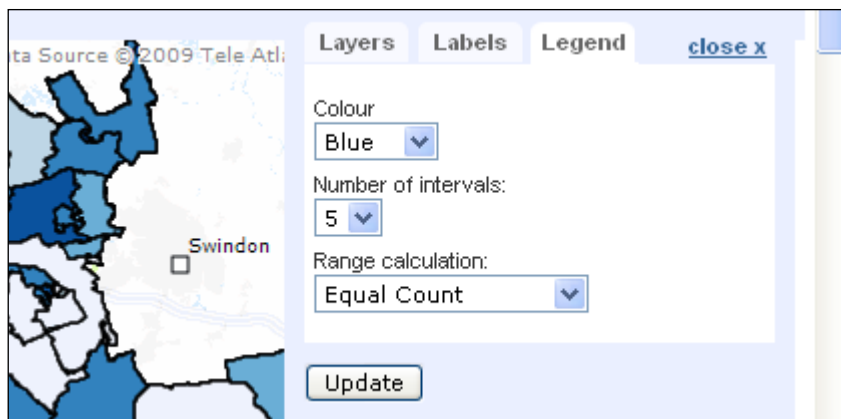 ta Source © 2009 Tele Atl
Layers Labels Legend close x
Colour
Blue
Number of intervals:
5
Swindon
Range calculation:
Equal Count
Update